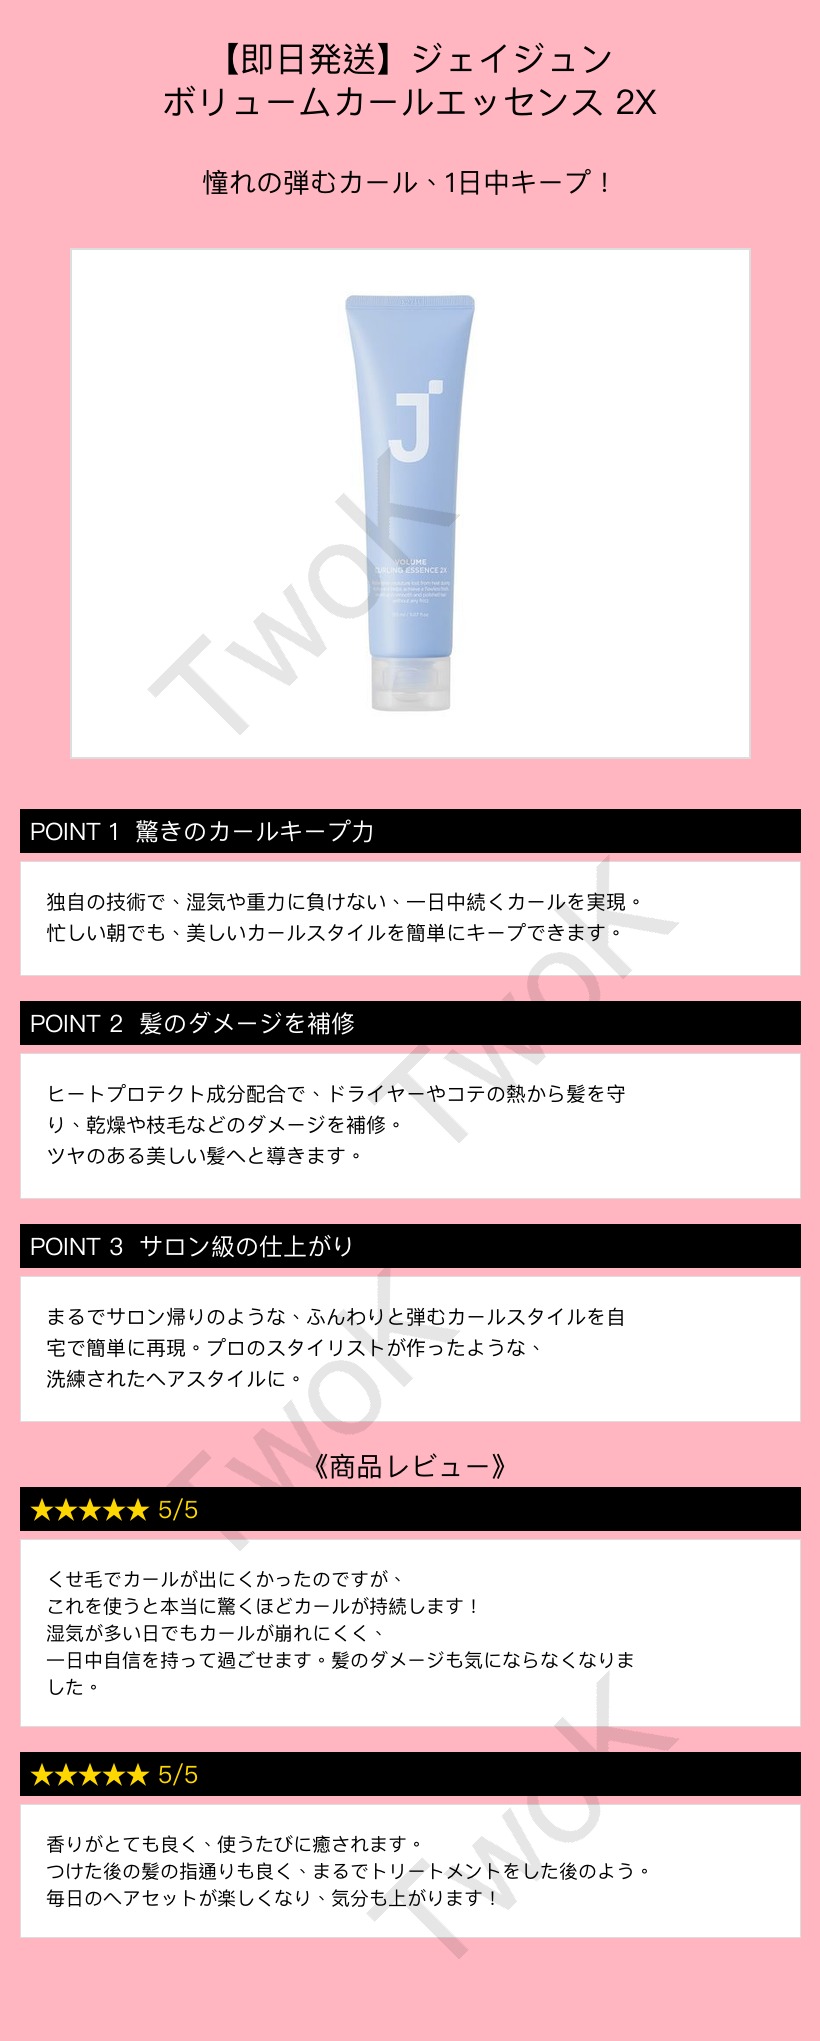 【即日発送】ジェイジュン
ボリュームカールエッセンス 2X
憧れの弾むカール、1日中キープ！
J
VOLUME
CURLING ESSENCE 2X
without any frizz
TwoK
POINT 1 驚きのカールキープ力
独自の技術で、湿気や重力に負けない、一日中続くカールを実現。
忙しい朝でも、美しいカールスタイルを簡単にキープできます。
TwoK
POINT 2 髪のダメージを補修
ヒートプロテクト成分配合で、ドライヤーやコテの熱から髪を守
り、乾燥や枝毛などのダメージを補修。
ツヤのある美しい髪へと導きます。
POINT 3 サロン級の仕上がり
まるでサロン帰りのような、ふんわりと弾むカールスタイルを自
宅で簡単に再現。プロのスタイリストが作ったような、
洗練されたヘアスタイルに。
TwoK
《商品レビュー》
★★★★★ 5/5
くせ毛でカールが出にくかったのですが、
これを使うと本当に驚くほどカールが持続します！
湿気が多い日でもカールが崩れにくく、
一日中自信を持って過ごせます。髪のダメージも気にならなくなりま
した。
★★★★★ 5/5
香りがとても良く、使うたびに癒されます。
つけた後の髪の指通りも良く、まるでトリートメントをした後のよう。
毎日のヘアセットが楽しくなり、気分も上がります！
TwoK